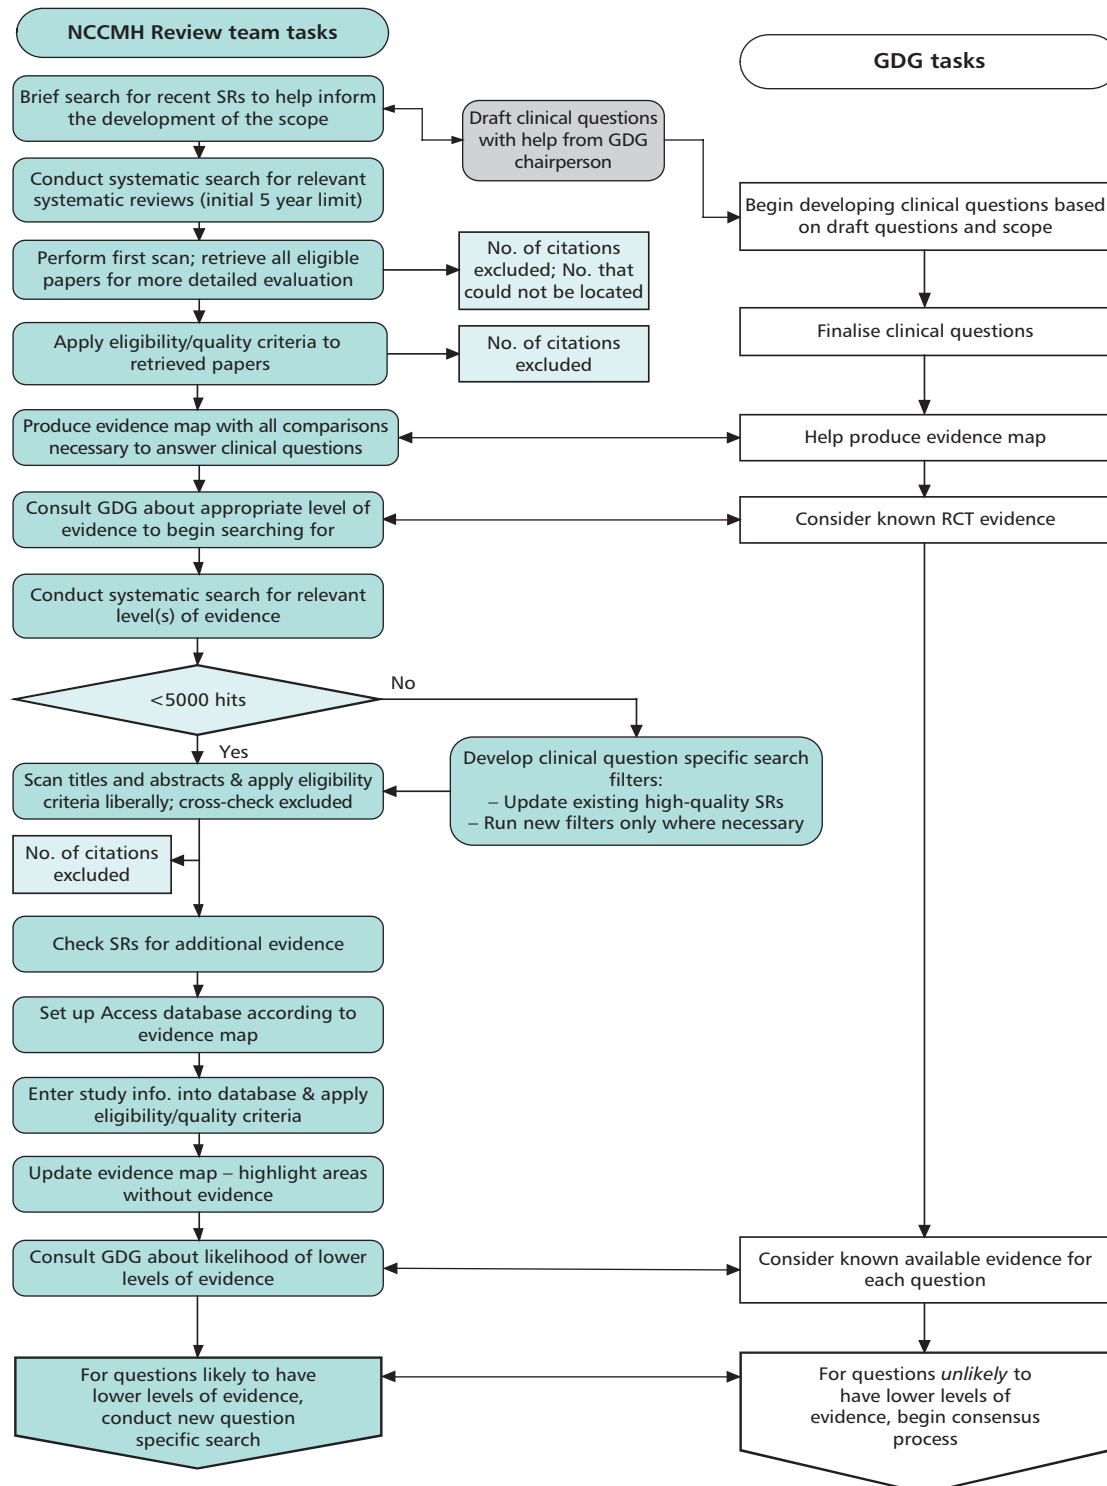 NCCMH Review team tasks
GDG tasks
Brief search for recent SRs to help inform
the development of the scope
Draft clinical questions
with help from GDG
chairperson
Conduct systematic search for relevant
systematic reviews (initial 5 year limit)
Begin developing clinical questions based
on draft questions and scope
Perform first scan; retrieve all eligible
papers for more detailed evaluation
No. of citations
excluded; No. that
could not be located
Apply eligibility/quality criteria to
retrieved papers
No. of citations
excluded
Finalise clinical questions
Produce evidence map with all comparisons
necessary to answer clinical questions
Help produce evidence map
Consult GDG about appropriate level of
evidence to begin searching for
Consider known RCT evidence
Conduct systematic search for relevant
level(s) of evidence
<5000 hits
No
Yes
Develop clinical question specific search
filters:
– Update existing high-quality SRs
– Run new filters only where necessary
Scan titles and abstracts & apply eligibility
criteria liberally; cross-check excluded
No. of citations
excluded
Check SRs for additional evidence
Set up Access database according to
evidence map
Enter study info. into database & apply
eligibility/quality criteria
Update evidence map – highlight areas
without evidence
Consult GDG about likelihood of lower
levels of evidence
Consider known available evidence for
each question
For questions likely to have
lower levels of evidence,
conduct new question
specific search
For questions unlikely to
have lower levels of
evidence, begin consensus
process